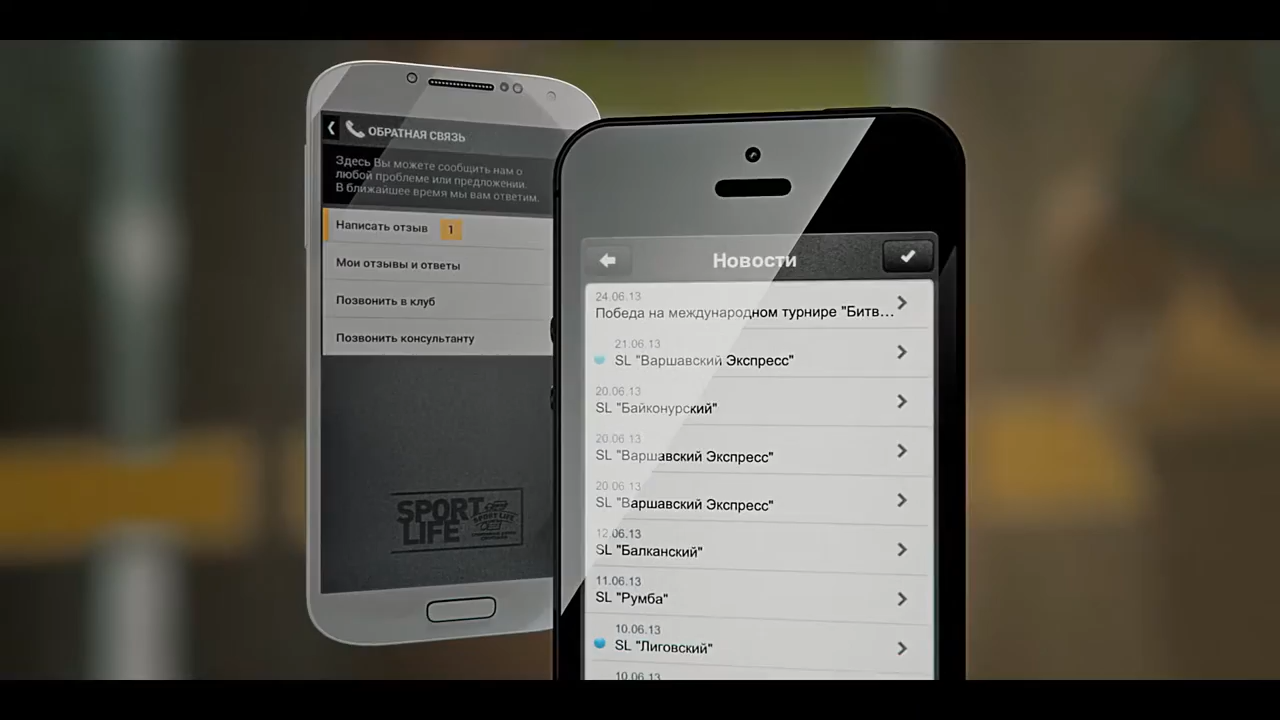 ОБРАТНАЯ СВЯЗЬ
Здесь Вы можете сообщить нам о
любой проблеме или предложении.
В ближайшее время мы вам ответим.
Написать отзыв 1
Мои отзывы и ответы
Позвонить в клуб
Позвонить консультанту
SPORT
LIFE
SPORT LIFE
Новости
24.06.13
Победа на международном турнире "Битв...
21.06.13
SL "Варшавский Экспресс"
20.06.13
SL "Байконурский"
20.06.13
SL "Варшавский Экспресс"
20.06.13
SL "Варшавский Экспресс"
12.06.13
SL "Балканский"
11.06.13
SL "Румба"
10.06.13
SL "Лиговский"
10.06.13